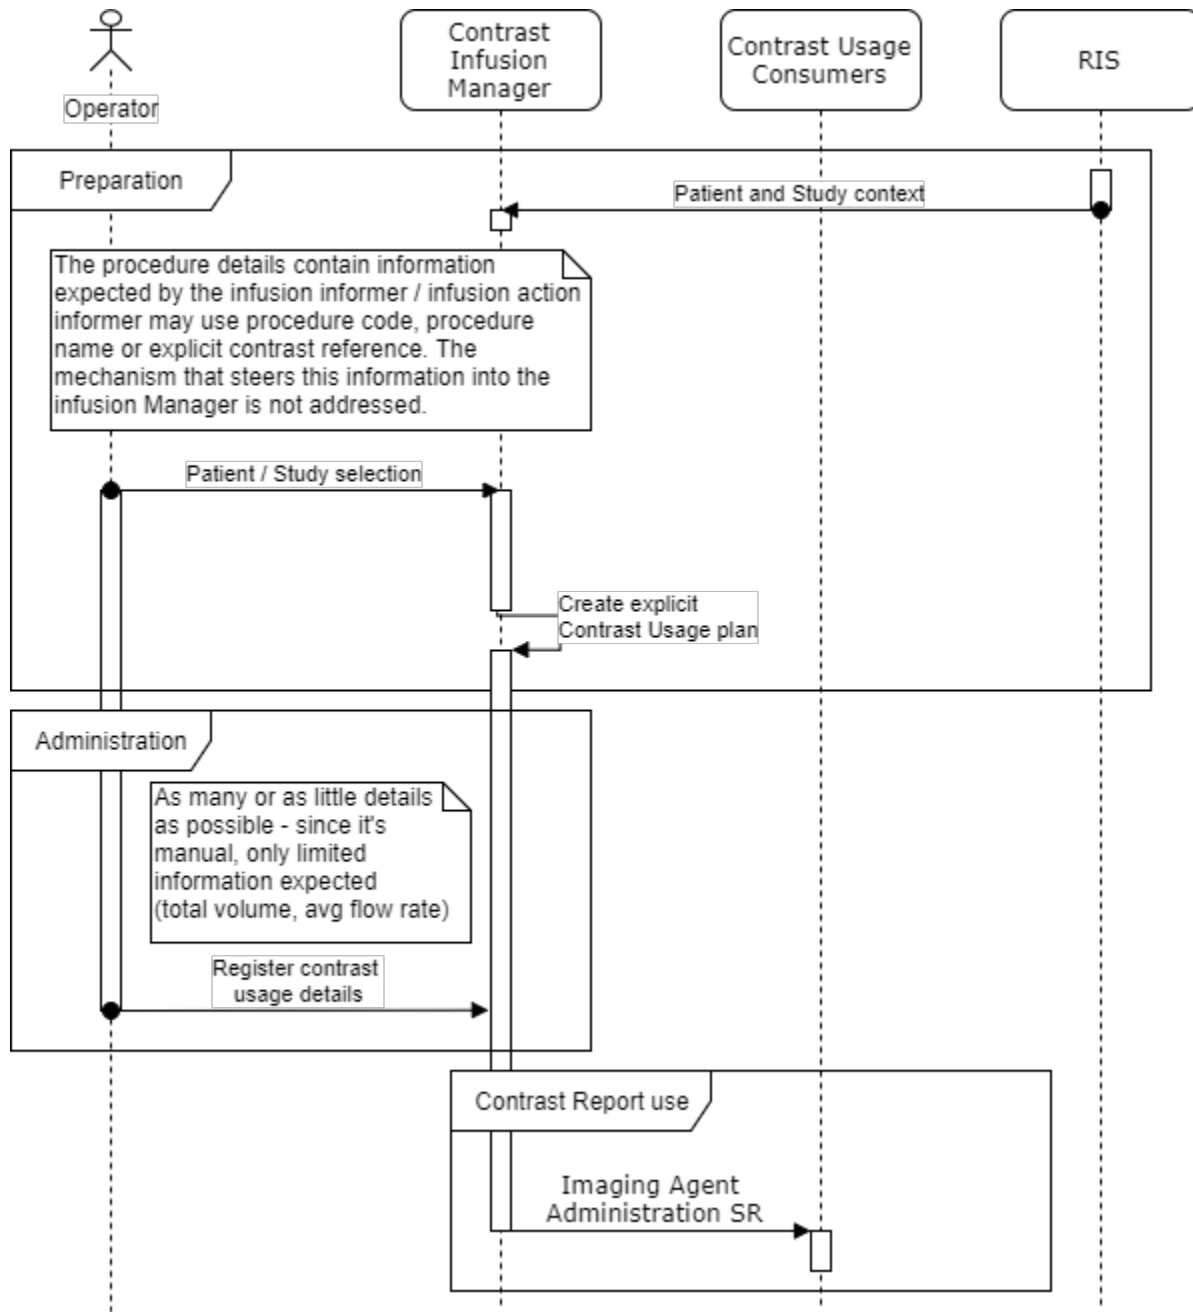 Operator
Contrast
Infusion
Manager
Contrast Usage
Consumers
RIS
Preparation
Patient and Study context
The procedure details contain information
expected by the infusion informer / infusion action
informer may use procedure code, procedure
name or explicit contrast reference. The
mechanism that steers this information into the
infusion Manager is not addressed.
Patient / Study selection
Create explicit
Contrast Usage plan
Administration
As many or as little details
as possible - since it's
manual, only limited
information expected
(total volume, avg flow rate)
Register contrast
usage details
Contrast Report use
Imaging Agent
Administration SR